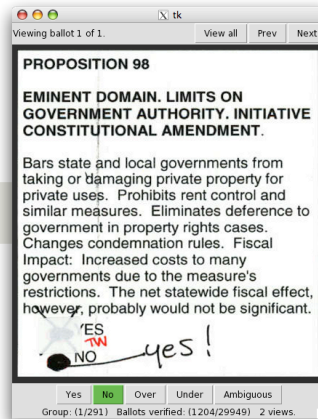 tk
Viewing ballot 1 of 1.
View all
Prev
Next
PROPOSITION 98
EMINENT DOMAIN. LIMITS ON
GOVERNMENT AUTHORITY. INITIATIVE
CONSTITUTIONAL AMENDMENT.
Bars state and local governments from
taking or damaging private property for
private uses. Prohibits rent control and
similar measures. Eliminates deference to
government in property rights cases.
Changes condemnation rules. Fiscal
Impact: Increased costs to many
governments due to the measure's
restrictions. The net statewide fiscal effect,
however, probably would not be significant.
YES
TW
NO
yes!
Yes
No
Over
Under
Ambiguous
Group: (1/291) Ballots verified: (1204/29949) 2 views.